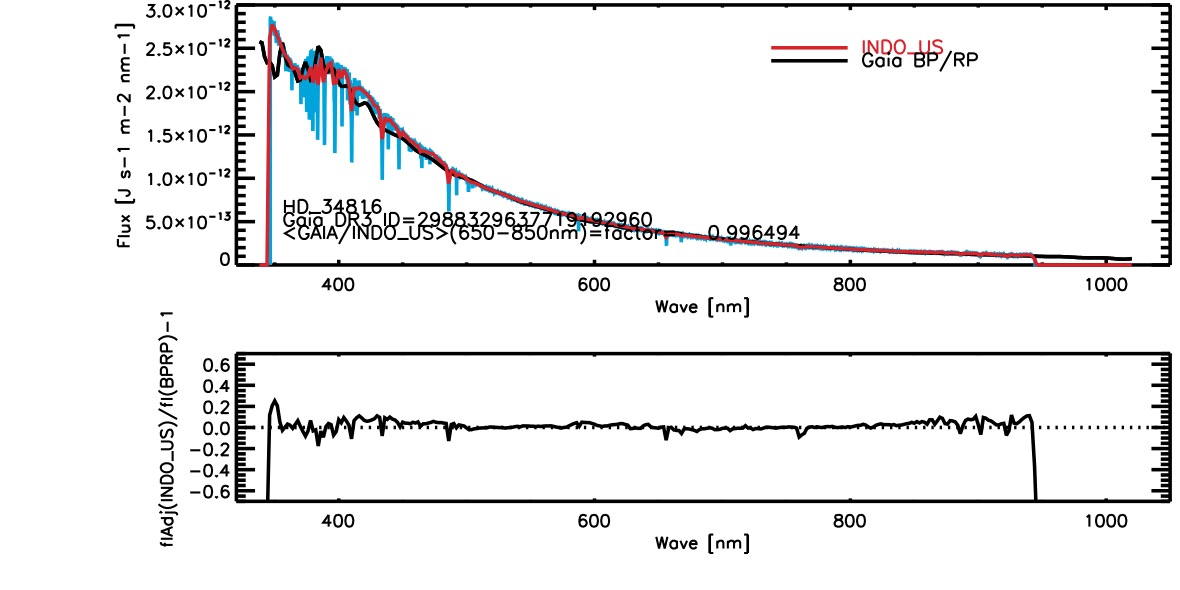 3.0×10−12
2.5×10−12
2.0×10−12
1.5×10−12
1.0×10−12
5.0×10−13
0
Flux [J s−1 m−2 nm−1]
INDO_US
Gaia BP/RP
HD_34816
Gaia DR3 ID=2988329637719192960
<GAIA/INDO_US>(650−850nm)=factor= 0.996494
400 600 800 1000
Wave [nm]
0.6
0.4
0.2
0.0
−0.2
−0.4
−0.6
flAdj(INDO_US)/fl(BPRP)−1
400 600 800 1000
Wave [nm]